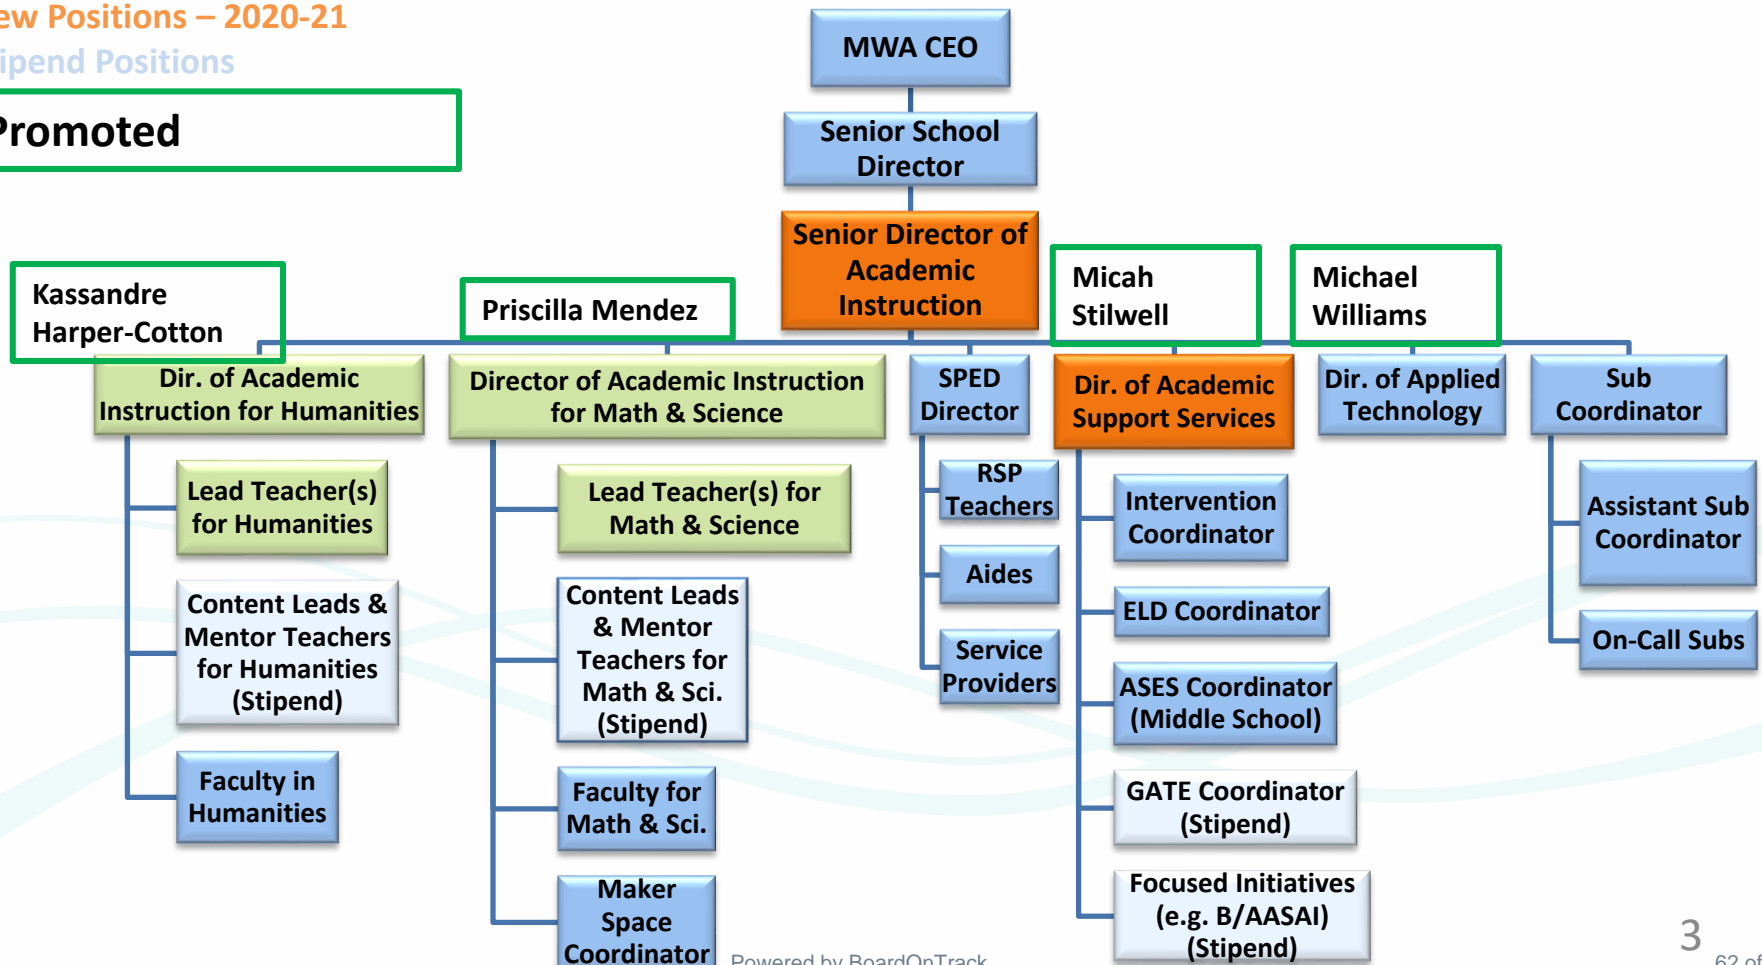 ew Positions – 2020-21
ipend Positions
Promoted
MWA CEO
Senior School
Director
Senior Director of
Academic
Instruction
Kassandre
Harper-Cotton
Priscilla Mendez
Micah
Stilwell
Michael
Williams
Dir. of Academic
Instruction for Humanities
Director of Academic Instruction
for Math & Science
SPED
Director
Dir. of Academic
Support Services
Dir. of Applied
Technology
Sub
Coordinator
Lead Teacher(s)
for Humanities
Content Leads &
Mentor Teachers
for Humanities
(Stipend)
Faculty in
Humanities
Lead Teacher(s) for
Math & Science
Content Leads
& Mentor
Teachers for
Math & Sci.
(Stipend)
Faculty for
Math & Sci.
Maker
Space
Coordinator
RSP
Teachers
Aides
Service
Providers
Intervention
Coordinator
ELD Coordinator
ASES Coordinator
(Middle School)
GATE Coordinator
(Stipend)
Focused Initiatives
(e.g. B/AASAI)
(Stipend)
Assistant Sub
Coordinator
On-Call Subs
3
Powered by BoardOnTrack
62 of